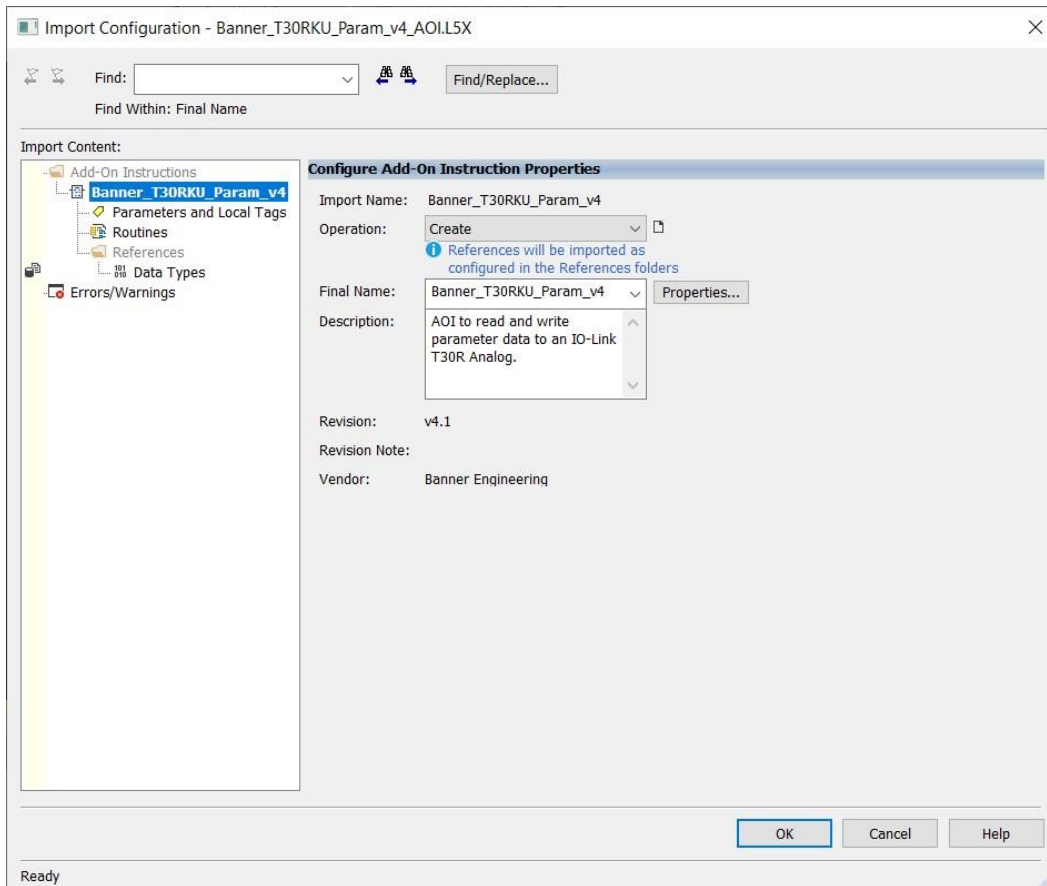 Import Configuration - Banner_T30RKU_Param_v4_AOI.L5X
Find:
Find/Replace...
Find Within: Final Name
Import Content:
Add-On Instructions
Banner_T30RKU_Param_v4
Parameters and Local Tags
Routines
References
Data Types
Errors/Warnings
Configure Add-On Instruction Properties
Import Name: Banner_T30RKU_Param_v4
Operation: Create
References will be imported as
configured in the References folders
Final Name: Banner_T30RKU_Param_v4 Properties...
Description: AOI to read and write
parameter data to an IO-Link
T30R Analog.
Revision: v4.1
Revision Note:
Vendor: Banner Engineering
OK Cancel Help
Ready